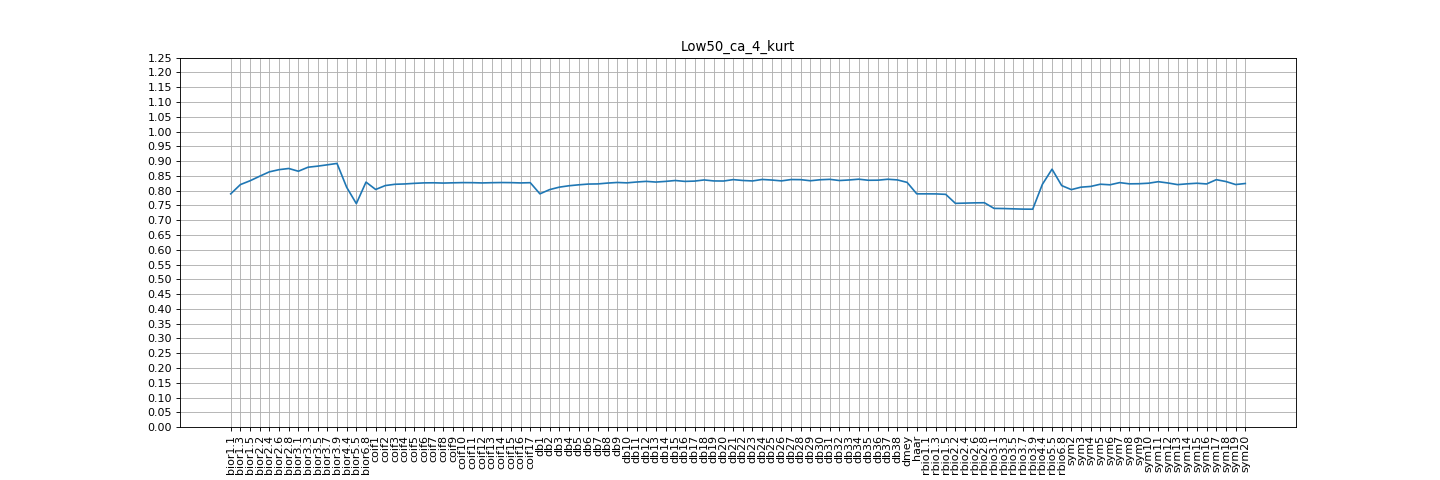 Low50_ca_4_kurt
1.25
1.20
1.15
1.10
1.05
1.00
0.95
0.90
0.85
0.80
0.75
0.70
0.65
0.60
0.55
0.50
0.45
0.40
0.35
0.30
0.25
0.20
0.15
0.10
0.05
0.00
bior1.1
bior1.3
bior1.5
bior2.2
bior2.4
bior2.6
bior2.8
bior3.1
bior3.3
bior3.5
bior3.7
bior3.9
bior4.4
bior5.5
bior6.8
coif1
coif2
coif3
coif4
coif5
coif6
coif7
coif8
coif9
coif10
coif11
coif12
coif13
coif14
coif15
coif16
coif17
db1
db2
db3
db4
db5
db6
db7
db8
db9
db10
db11
db12
db13
db14
db15
db16
db17
db18
db19
db20
db21
db22
db23
db24
db25
db26
db27
db28
db29
db30
db31
db32
db33
db34
db35
db36
db37
db38
dmey
haar
rbio1.1
rbio1.3
rbio1.5
rbio2.2
rbio2.4
rbio2.6
rbio2.8
rbio3.1
rbio3.3
rbio3.5
rbio3.7
rbio3.9
rbio4.4
rbio5.5
rbio6.8
sym2
sym3
sym4
sym5
sym6
sym7
sym8
sym9
sym10
sym11
sym12
sym13
sym14
sym15
sym16
sym17
sym18
sym19
sym20